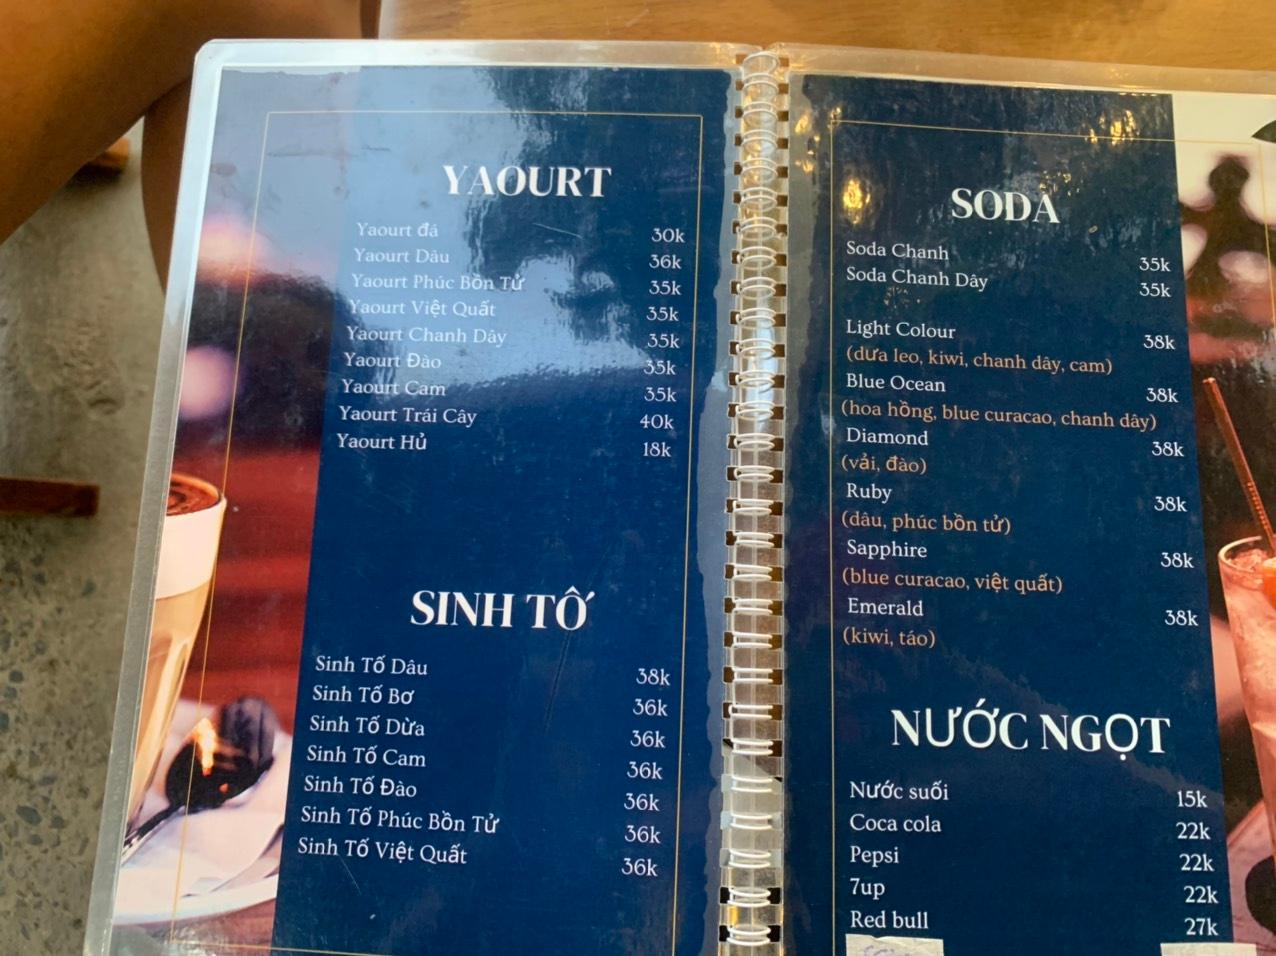 YAOURT
Yaourt đá 30k
Yaourt Dâu 36k
Yaourt Phúc Bồn Tử 35k
Yaourt Việt Quất 35k
Yaourt Chanh Dây 35k
Yaourt Đào 35k
Yaourt Cam 35k
Yaourt Trái Cây 40k
Yaourt Hủ 18k
SINH TỐ
Sinh Tố Dâu 38k
Sinh Tố Bơ 36k
Sinh Tố Dừa 36k
Sinh Tố Cam 36k
Sinh Tố Đào 36k
Sinh Tố Phúc Bồn Tử 36k
Sinh Tố Việt Quất 36k
SODA
Soda Chanh 35k
Soda Chanh Dây 35k
Light Colour 38k
(dưa leo, kiwi, chanh dây, cam)
Blue Ocean 38k
(hoa hồng, blue curacao, chanh dây)
Diamond 38k
(vải, đào)
Ruby 38k
(dâu, phúc bồn tử)
Sapphire 38k
(blue curacao, việt quất)
Emerald 38k
(kiwi, táo)
NƯỚC NGỌT
Nước suối 15k
Coca cola 22k
Pepsi 22k
7up 22k
Red bull 27k